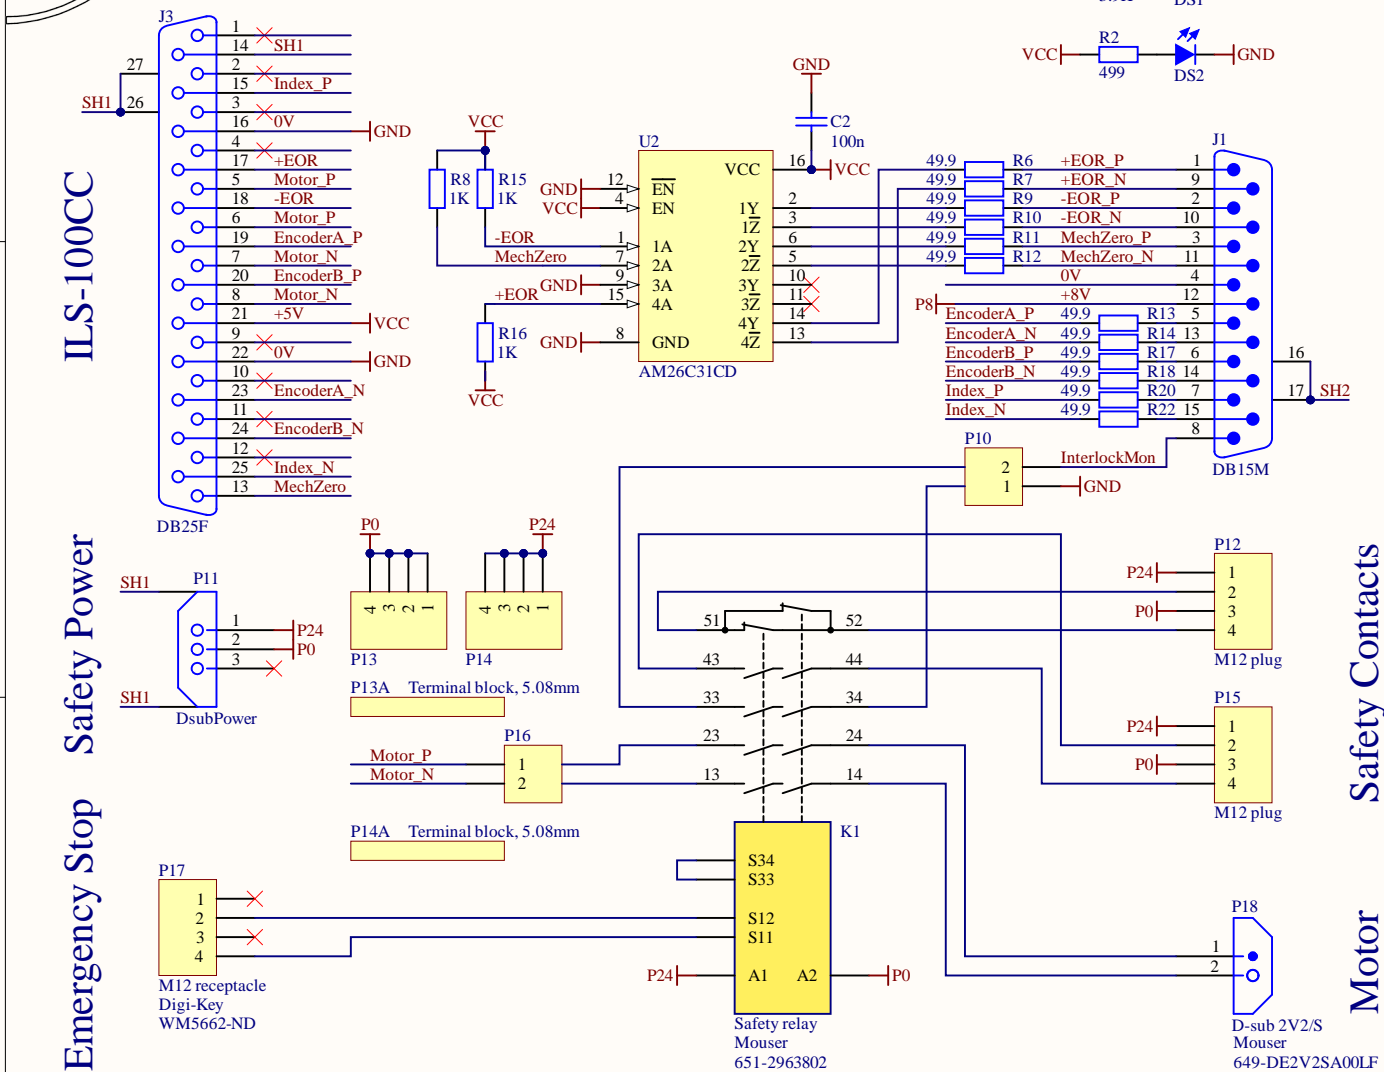 DS1
R2
VCC
GND
499
DS2
J3
1
14 SH1
2
27
15 Index_P
3
SH1 26
16 0V GND
4
17 +EOR
5 Motor_P
18 -EOR
6 Motor_P
19 EncoderA_P
7 Motor_N
20 EncoderB_P
8 Motor_N
21 +5V VCC
9
22 0V GND
10
23 EncoderA_N
11
24 EncoderB_N
12
25 Index_N
13 MechZero
DB25F
ILS-100CC
VCC
R8 R15
1K 1K
-EOR
MechZero
+EOR
R16
1K
VCC
GND
C2
100n
U2
VCC 16 VCC
GND 12 EN
VCC 4 EN
1Y 2
1Z 3
1 1A 2Y 6
7 2A 2Z 5
GND 9 3A 3Y 10
15 4A 3Z 11
4Y 14
GND 8 GND 4Z 13
AM26C31CD
J1
49.9 R6 +EOR_P 1
49.9 R7 +EOR_N 9
49.9 R9 -EOR_P 2
49.9 R10 -EOR_N 10
49.9 R11 MechZero_P 3
49.9 R12 MechZero_N 11
0V 4
P8 +8V 12
EncoderA_P 49.9 R13 5
EncoderA_N 49.9 R14 13
EncoderB_P 49.9 R17 6
EncoderB_N 49.9 R18 14
Index_P 49.9 R20 7
Index_N 49.9 R22 15
8
16
17 SH2
DB15M
P10
2 InterlockMon
1 GND
Safety Power
SH1 P11
1 P24
2 P0
3
SH1
DsubPower
P0
4 3 2 1
P13
P24
4 3 2 1
P14
P13A Terminal block, 5.08mm
P16
Motor_P 1
Motor_N 2
P14A Terminal block, 5.08mm
51 52
43 44
33 34
23 24
13 14
K1
S34
S33
S12
S11
P24 A1 A2 P0
Safety relay
Mouser
651-2963802
Safety Contacts
P12
P24 1
2
P0 3
4
M12 plug
P15
P24 1
2
P0 3
4
M12 plug
Emergency Stop
P17
1
2
3
4
M12 receptacle
Digi-Key
WM5662-ND
Motor
P18
1
2
D-sub 2V2/S
Mouser
649-DE2V2SA00LF